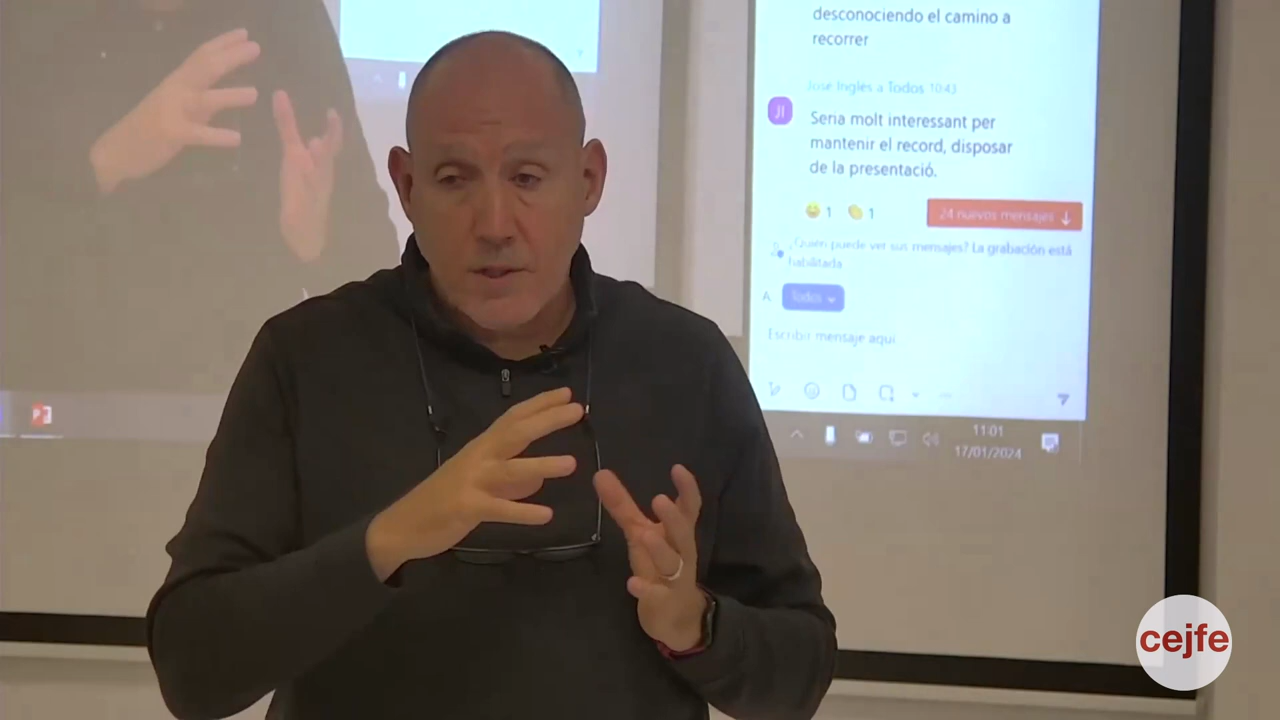 desconociendo el camino a
recorrer
Jose Inglés a Todos 10:43
JI
Seria molt interessant per
mantenir el record, disposar
de la presentació.
1
1
24 nuevos mensajes
¿Quién puede ver sus mensajes? La grabación está
habilitada
A
Todos
Escribir mensaje aquí
11:01
17/01/2024
cejfe